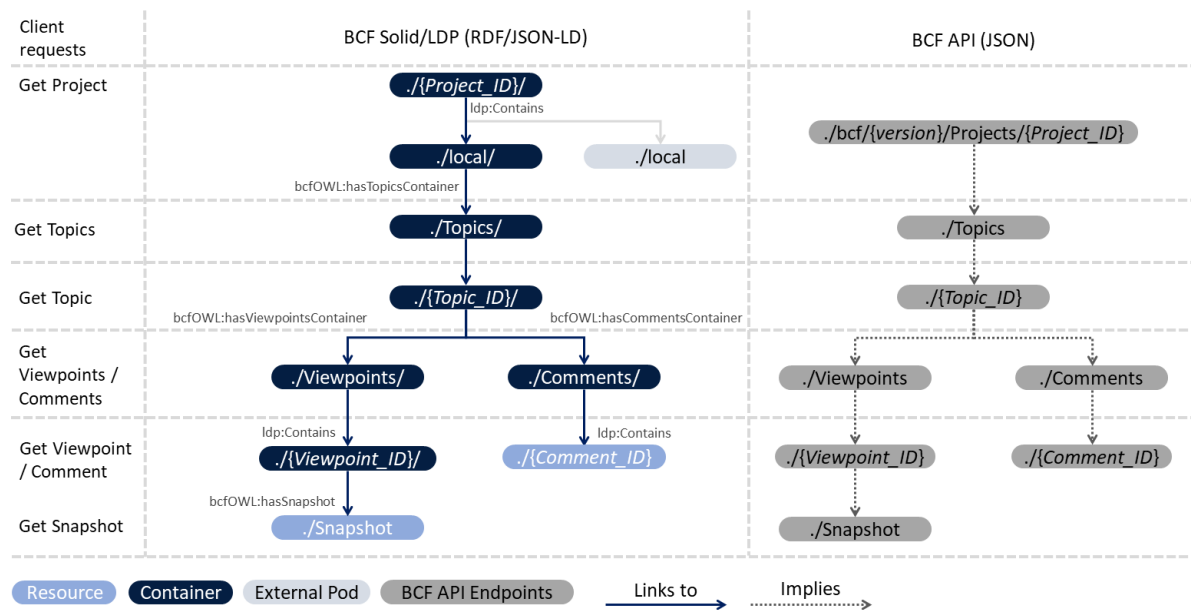 Client
requests
BCF Solid/LDP (RDF/JSON-LD)
BCF API (JSON)
Get Project
./{Project_ID}/
ldp:Contains
./bcf/{version}/Projects/{Project_ID}
./local/
./local
bcfOWL:hasTopicsContainer
Get Topics
./Topics/
./Topics
Get Topic
./{Topic_ID}/
./{Topic_ID}
bcfOWL:hasViewpointsContainer
bcfOWL:hasCommentsContainer
Get
Viewpoints /
Comments
./Viewpoints/
./Comments/
./Viewpoints
./Comments
ldp:Contains
ldp:Contains
Get Viewpoint
/ Comment
./{Viewpoint_ID}/
./{Comment_ID}
./{Viewpoint_ID}
./{Comment_ID}
bcfOWL:hasSnapshot
Get Snapshot
./Snapshot
./Snapshot
Resource
Container
External Pod
BCF API Endpoints
Links to
Implies